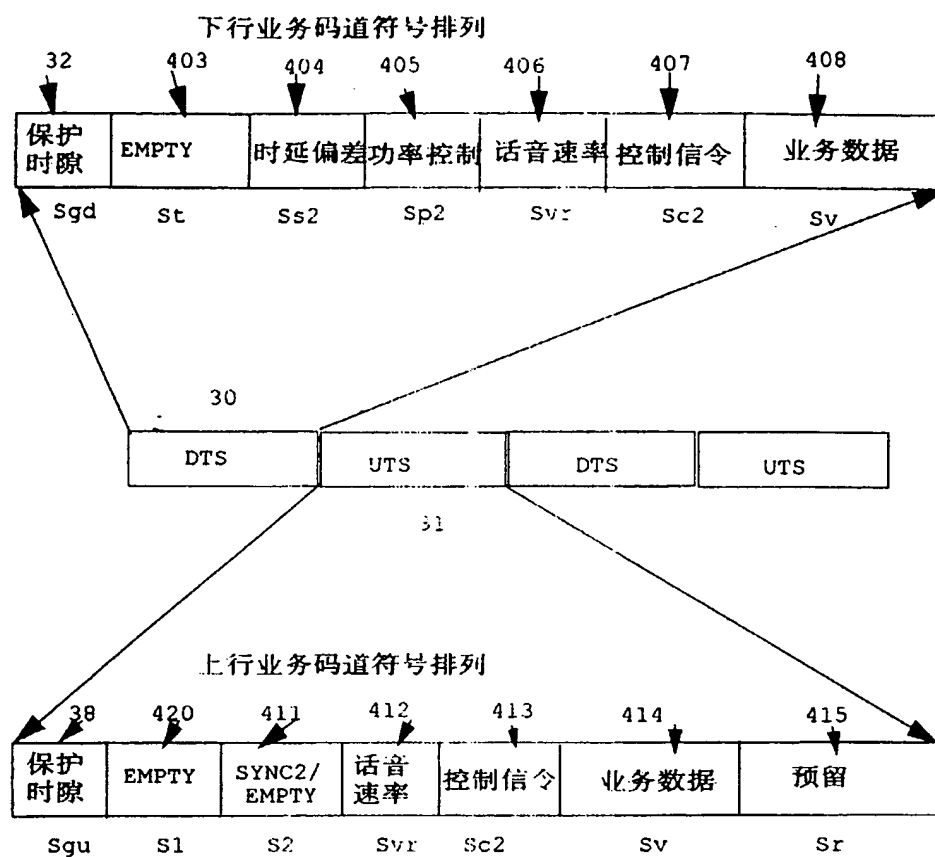 下行业务码道符号排列
32 403 404 405 406 407 408
保护时隙 EMPTY 时延偏差 功率控制 话音速率 控制信令 业务数据
Sgd St Ss2 Sp2 Svr Sc2 Sv
30
DTS UTS DTS UTS
31
上行业务码道符号排列
38 420 411 412 413 414 415
保护时隙 EMPTY SYNC2/EMPTY 话音速率 控制信令 业务数据 预留
Sgu S1 S2 Svr Sc2 Sv Sr